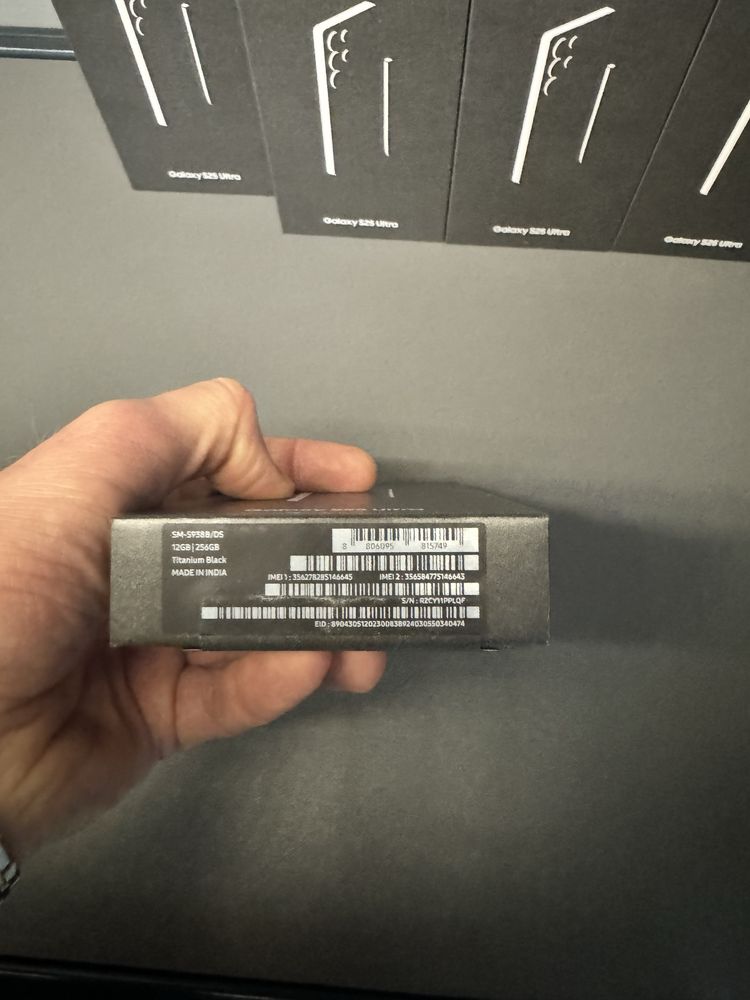 Galaxy S25 Ultra
Galaxy S25 Ultra
Galaxy S25 Ultra
Galaxy S25 Ultra
SM-S938B/DS
12GB|256GB
Titanium Black
MADE IN INDIA
8 806095 815749
IMEI 1 : 356278285146645 IMEI 2 : 356584775146643
S/N : RZCY11PPLQF
EID : 89043051202300838924030550340474